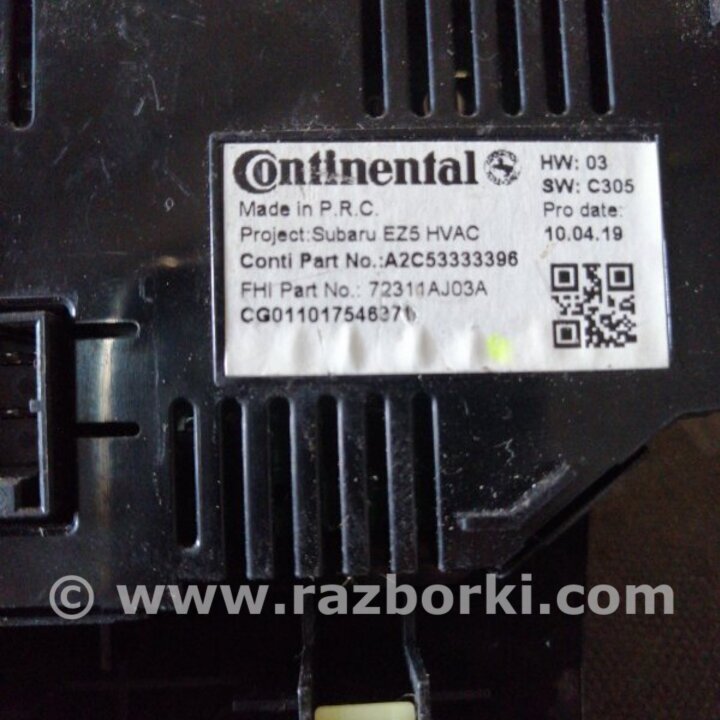 Continental
HW: 03
SW: C305
Made in P.R.C.
Pro date:
Project:Subaru EZ5 HVAC
10.04.19
Conti Part No.:A2C53333396
FHI Part No.: 72311AJ03A
© www.razborki.com